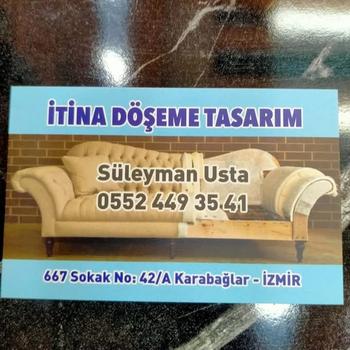 İTİNA DÖŞEME TASARIM
Süleyman Usta
0552 449 35 41
667 Sokak No: 42/A Karabağlar - İZMİR